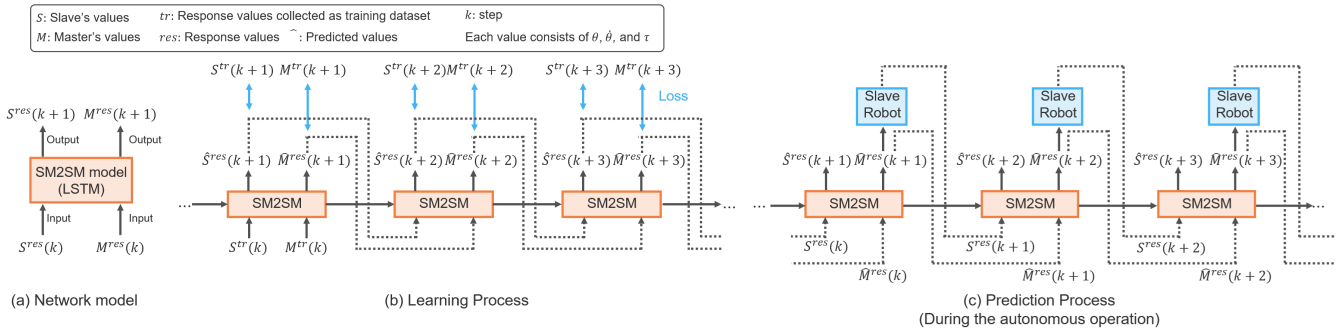 S: Slave's values tr: Response values collected as training dataset k: step
M: Master's values res: Response values ^: Predicted values Each value consists of θ, θ̇, and τ
S^{res}(k+1) M^{res}(k+1)
Output Output
SM2SM model
(LSTM)
Input Input
S^{res}(k) M^{res}(k)
(a) Network model
S^{tr}(k+1) M^{tr}(k+1) S^{tr}(k+2) M^{tr}(k+2) S^{tr}(k+3) M^{tr}(k+3)
Loss
Ŝ^{res}(k+1) M̂^{res}(k+1) Ŝ^{res}(k+2) M̂^{res}(k+2) Ŝ^{res}(k+3) M̂^{res}(k+3)
... SM2SM SM2SM SM2SM ...
S^{tr}(k) M^{tr}(k)
(b) Learning Process
Slave Slave Slave
Robot Robot Robot
Ŝ^{res}(k+1) M̂^{res}(k+1) Ŝ^{res}(k+2) M̂^{res}(k+2) Ŝ^{res}(k+3) M̂^{res}(k+3)
... SM2SM SM2SM SM2SM ...
S^{res}(k) S^{res}(k+1) S^{res}(k+2)
M̂^{res}(k) M̂^{res}(k+1) M̂^{res}(k+2)
(c) Prediction Process
(During the autonomous operation)